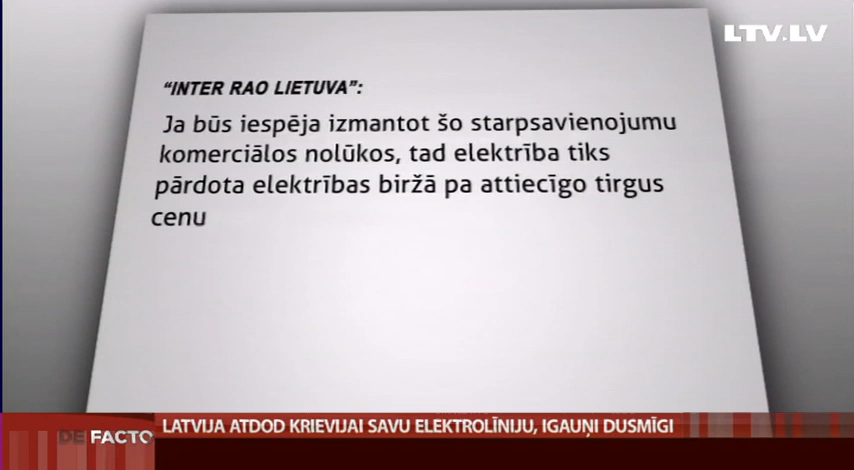 LTV.LV
"INTER RAO LIETUVA":
Ja būs iespēja izmantot šo starpsavienojumu
komerciālos nolūkos, tad elektrība tiks
pārdota elektrības biržā pa attiecīgo tirgus
cenu
LATVIJA ATDOD KRIEVIJAI SAVU ELEKTROLĪNIJU, IGAUŅI DUSMĪGI
DE FACTO